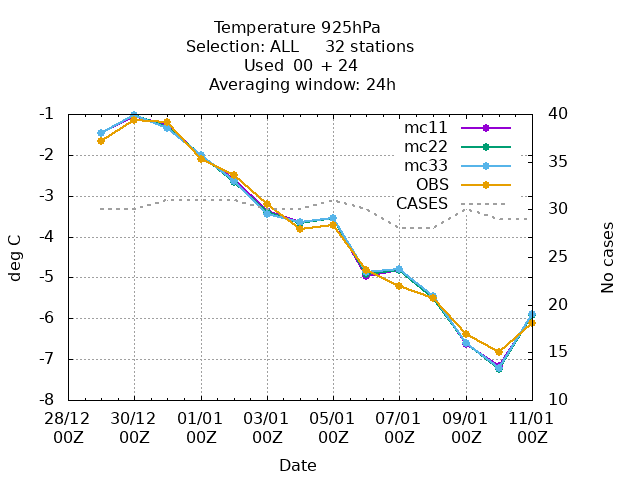 Temperature 925hPa
Selection: ALL     32 stations
Used  00 + 24
Averaging window: 24h
-1
-2
-3
-4
-5
-6
-7
-8
40
35
30
25
20
15
10
mc11
mc22
mc33
OBS
CASES
deg C
No cases
28/12 30/12 01/01 03/01 05/01 07/01 09/01 11/01
00Z 00Z 00Z 00Z 00Z 00Z 00Z 00Z
Date